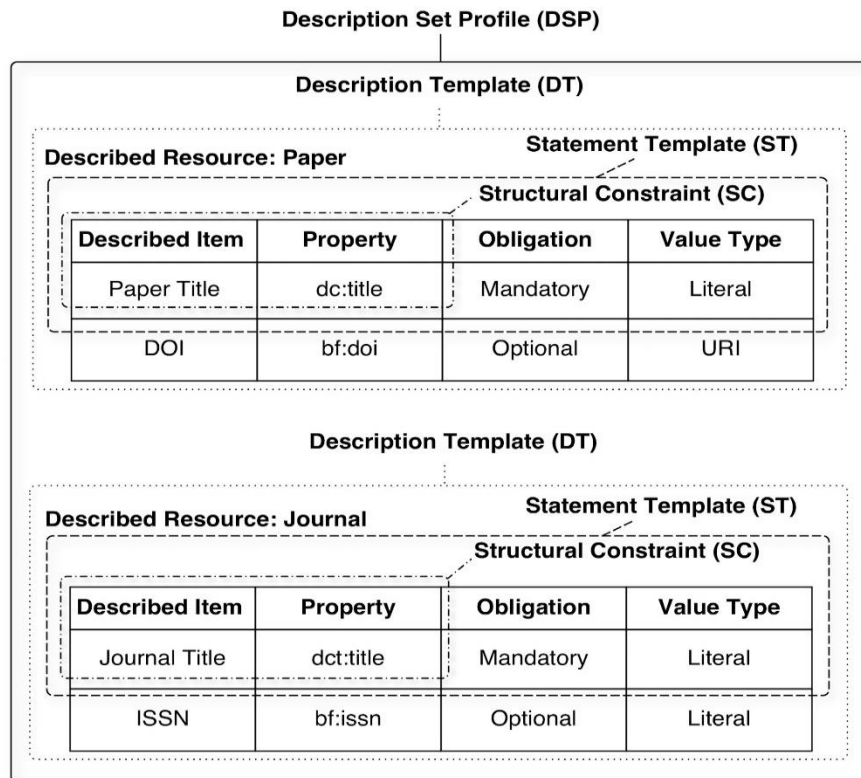 Description Set Profile (DSP)
Description Template (DT)
Statement Template (ST)
Described Resource: Paper
Structural Constraint (SC)
Described Item Property Obligation Value Type
Paper Title dc:title Mandatory Literal
DOI bf:doi Optional URI
Description Template (DT)
Statement Template (ST)
Described Resource: Journal
Structural Constraint (SC)
Described Item Property Obligation Value Type
Journal Title dct:title Mandatory Literal
ISSN bf:issn Optional Literal